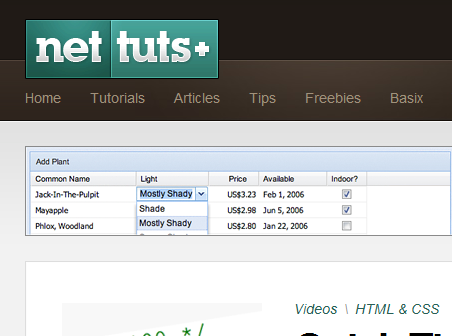 net tuts+
Home Tutorials Articles Tips Freebies Basix
Add Plant
Common Name Light Price Available Indoor?
Jack-In-The-Pulpit Mostly Shady US$3.23 Feb 1, 2006
Mayapple Shade US$2.98 Jun 5, 2006
Phlox, Woodland Mostly Shady US$2.80 Jan 22, 2006
Videos \ HTML & CSS
*/